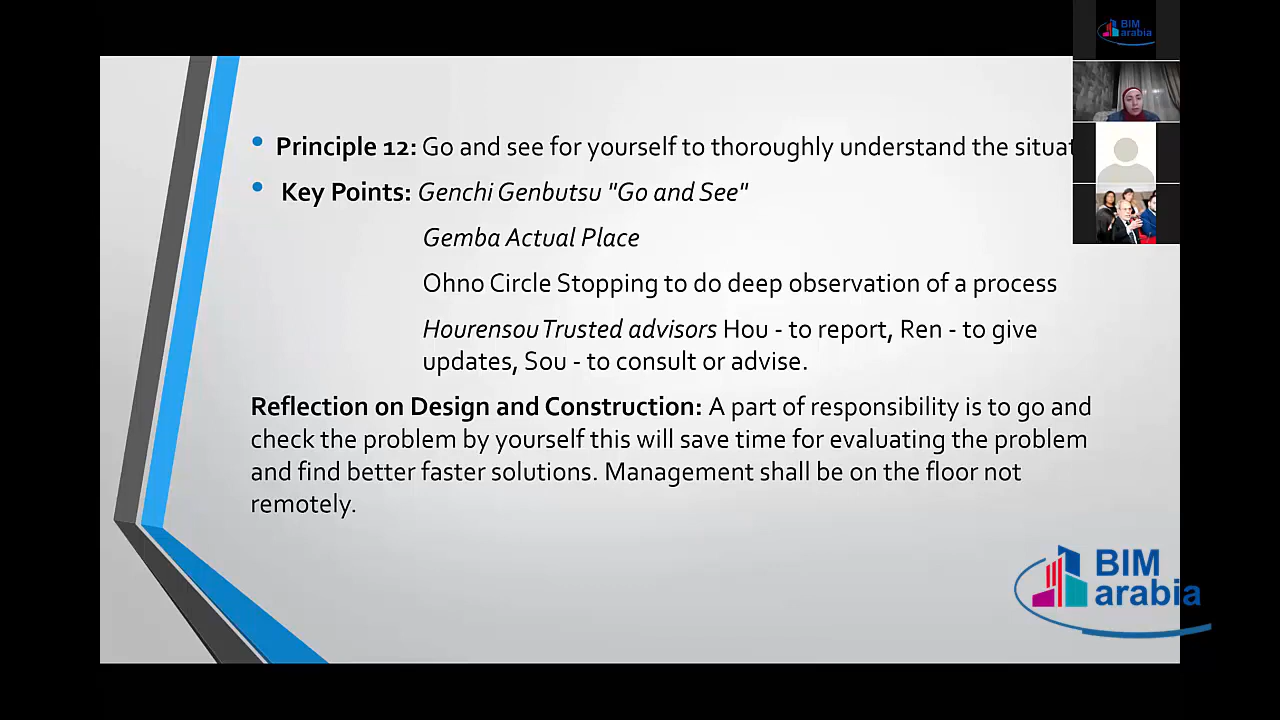 BIM
arabia
• Principle 12: Go and see for yourself to thoroughly understand the
• Key Points: Genchi Genbutsu "Go and See"
Gemba Actual Place
Ohno Circle Stopping to do deep observation of a process
Hourensou Trusted advisors Hou - to report, Ren - to give
updates, Sou - to consult or advise.
Reflection on Design and Construction: A part of responsibility is to go and
check the problem by yourself this will save time for evaluating the problem
and find better faster solutions. Management shall be on the floor not
remotely.
BIM
arabia